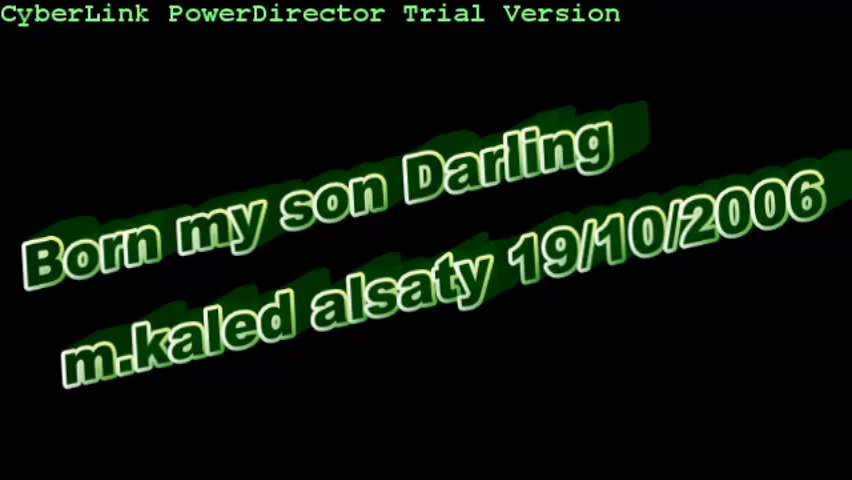 CyberLink PowerDirector Trial Version
Born my son Darling
m.kaled alsaty 19/10/2006